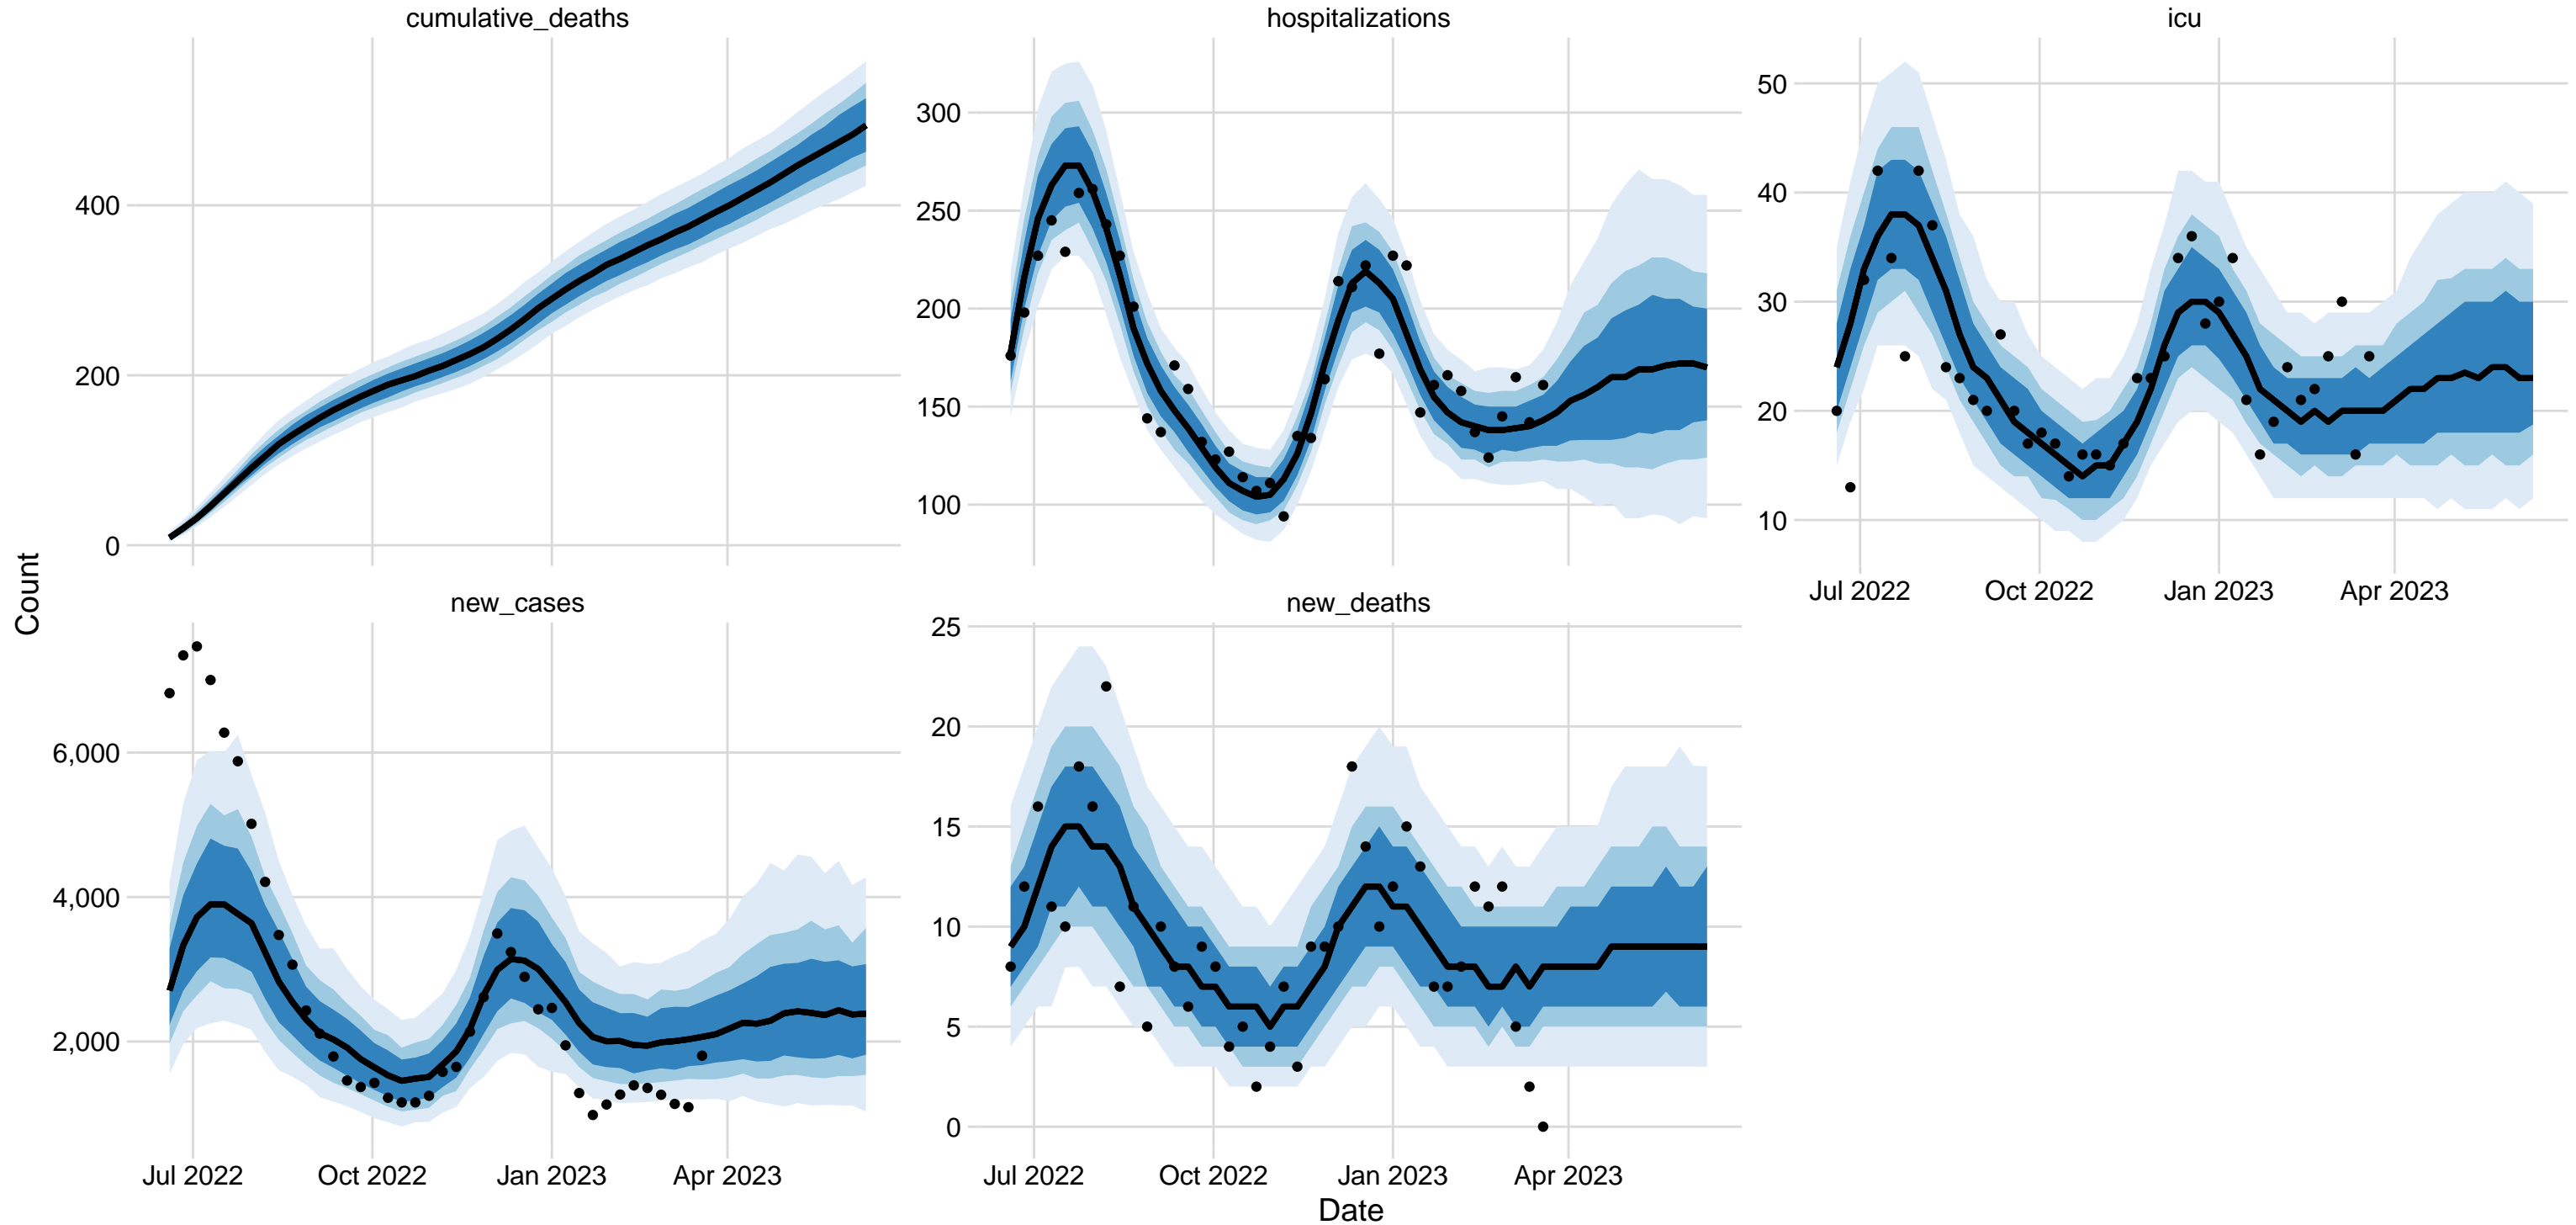 cumulative_deaths
hospitalizations
icu
400
200
0
300
250
200
150
100
50
40
30
20
10
Jul 2022
Oct 2022
Jan 2023
Apr 2023
Count
new_cases
new_deaths
6,000
4,000
2,000
25
20
15
10
5
0
Jul 2022
Oct 2022
Jan 2023
Apr 2023
Jul 2022
Oct 2022
Jan 2023
Apr 2023
Date